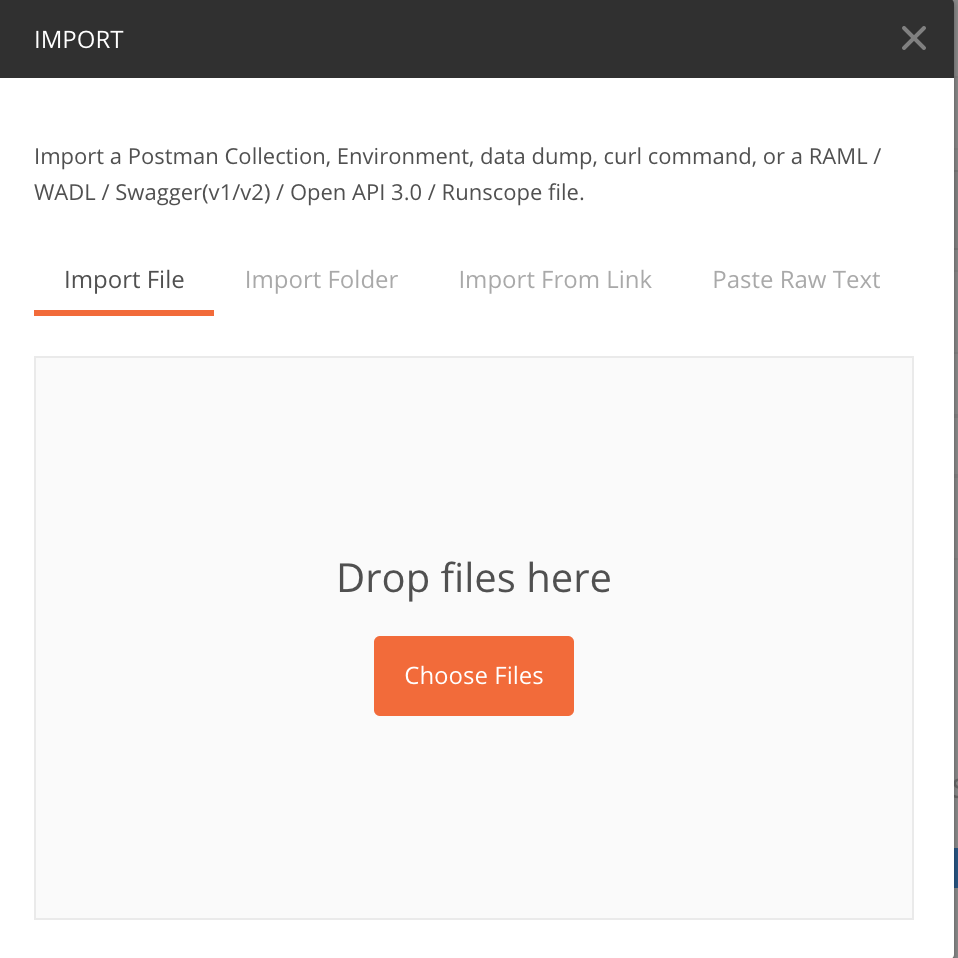 IMPORT
Import a Postman Collection, Environment, data dump, curl command, or a RAML /
WADL / Swagger(v1/v2) / Open API 3.0 / Runscope file.
Import File Import Folder Import From Link Paste Raw Text
Drop files here
Choose Files